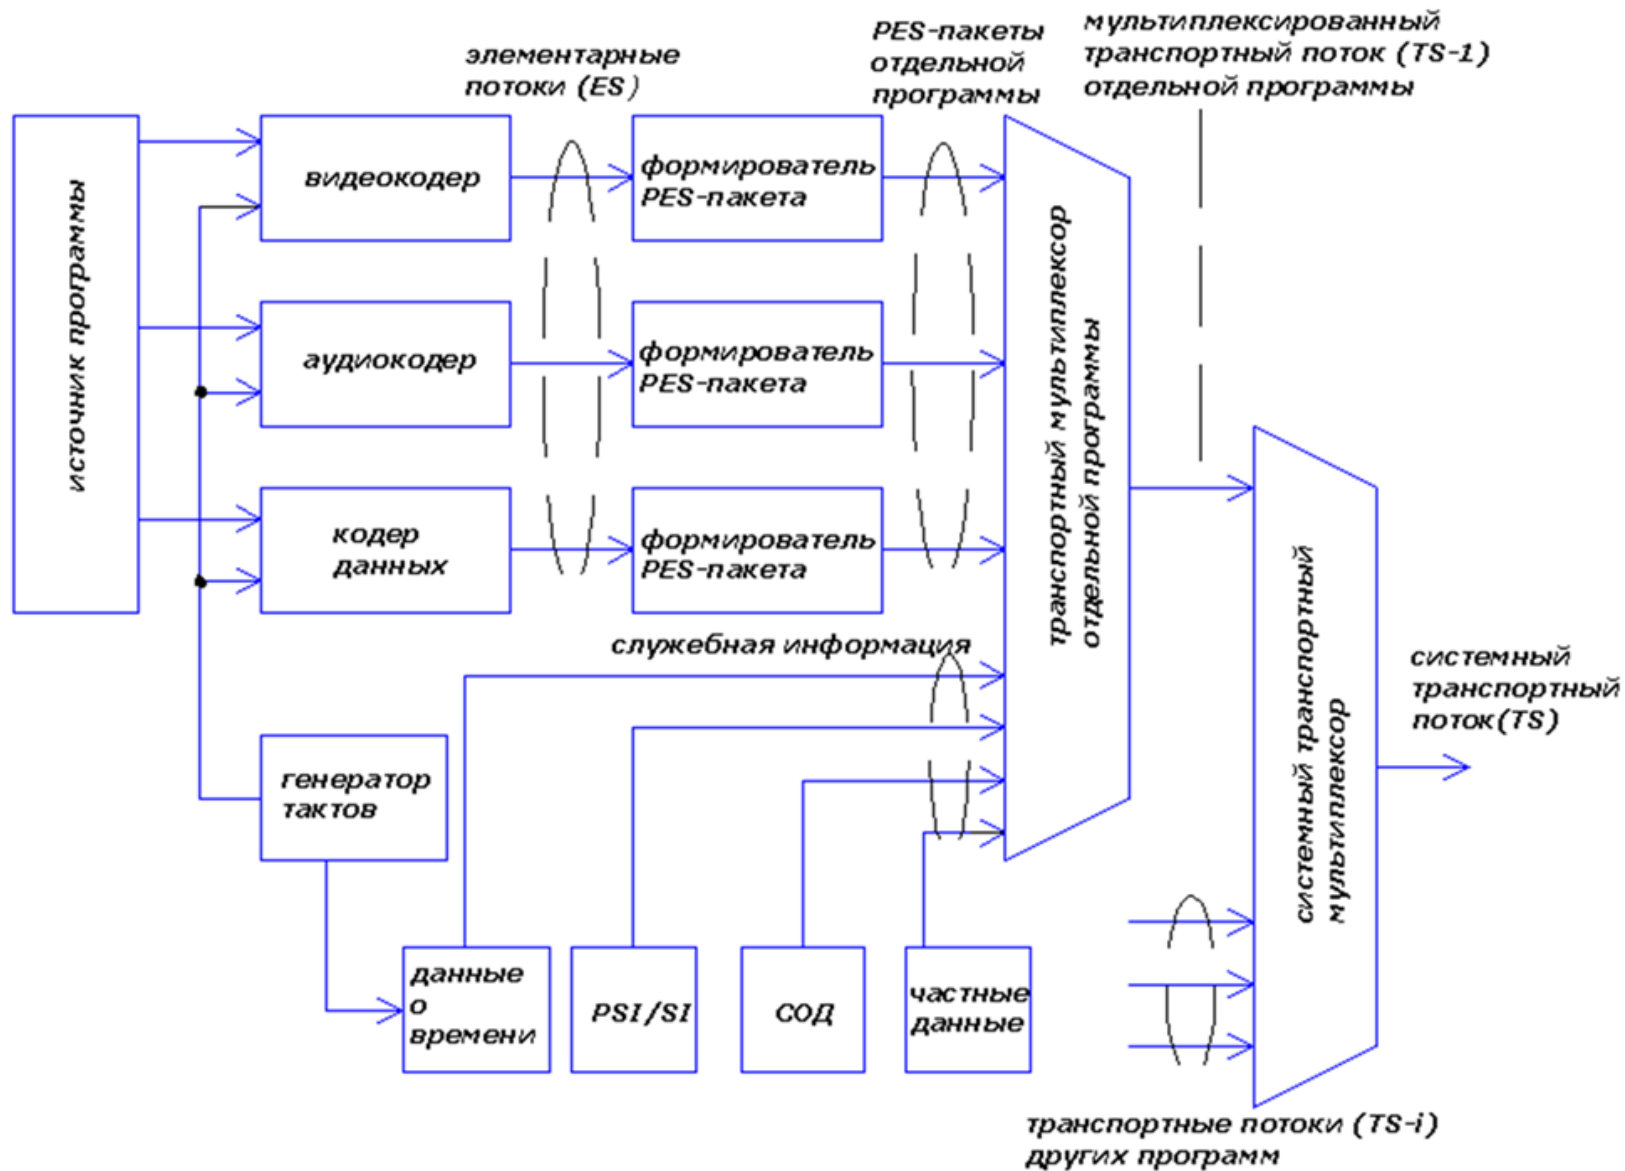 элементарные
потоки (ES)
PES-пакеты
отдельной
программы
мультиплексированный
транспортный поток (TS-1)
отдельной программы
источник программы
видеокодер
формирователь
PES-пакета
аудиокодер
формирователь
PES-пакета
кодер
данных
формирователь
PES-пакета
транспортный мультиплексор
отдельной программы
служебная информация
генератор
тактов
данные
о
времени
PSI/SI
СОД
частные
данные
системный транспортный
мультиплексор
системный
транспортный
поток(TS)
транспортные потоки (TS-i)
других программ